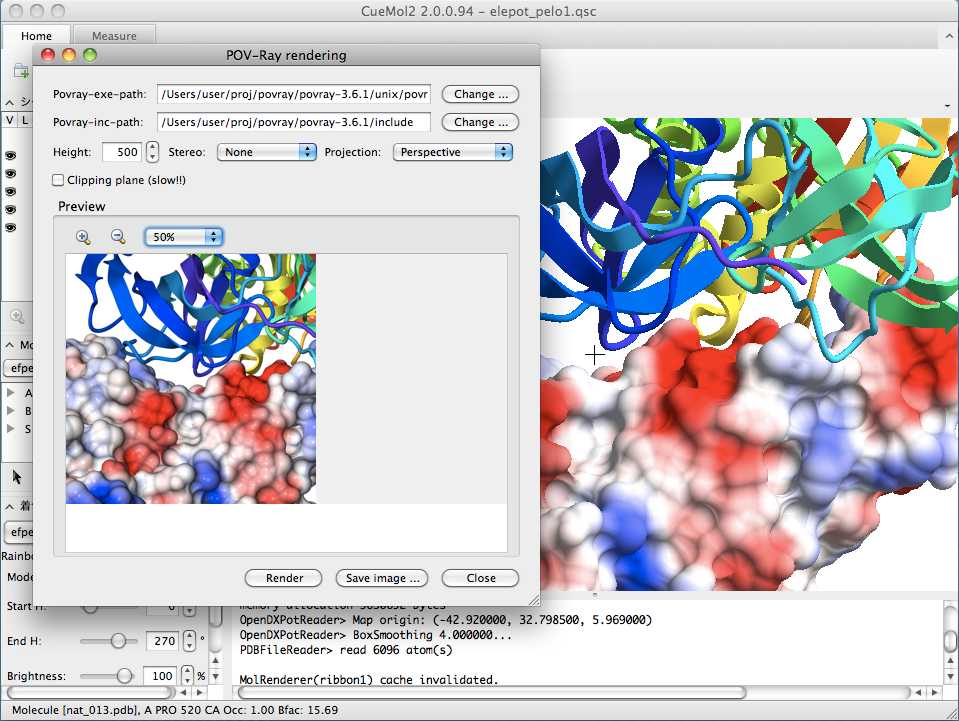 CueMol2 2.0.0.94 – elepot_pelo1.qsc
Home
Measure
POV-Ray rendering
Povray-exe-path: /Users/user/proj/povray/povray-3.6.1/unix/povr Change ...
Povray-inc-path: /Users/user/proj/povray/povray-3.6.1/include Change ...
Height: 500 Stereo: None Projection: Perspective
Clipping plane (slow!!)
Preview
50%
Render Save image ... Close
シ
V L
Mo
efpe
A
B
S
着
efpe
Rainbo
Mode
Start H: 0
End H: 270 °
Brightness: 100 %
memory allocation 5038692 bytes
OpenDXPotReader> Map origin: (-42.920000, 32.798500, 5.969000)
OpenDXPotReader> BoxSmoothing 4.000000...
PDBFileReader> read 6096 atom(s)
MolRenderer(ribbon1) cache invalidated.
Molecule [nat_013.pdb], A PRO 520 CA Occ: 1.00 Bfac: 15.69